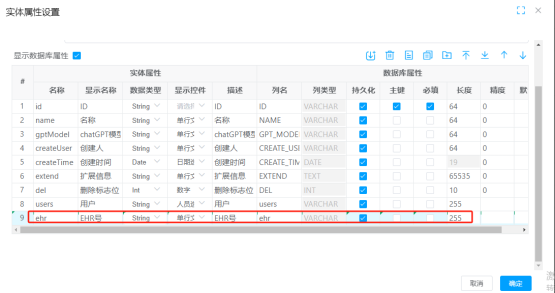 实体属性设置
显示数据库属性
实体属性 数据库属性
# 名称 显示名称 数据类型 显示控件 描述 列名 列类型 持久化 主键 必填 长度 精度 默
1 id ID String ID ID VARCHAR 64 0
2 name 名称 String 单行文 名称 NAME VARCHAR 64 0
3 gptModel chatGPT模型 String 单行文 chatGPT模型 GPT_MODE VARCHAR 64 0
4 createUser 创建人 String 单行文 创建人 CREATE_USE VARCHAR 64 0
5 createTime 创建时间 Date 日期 创建时间 CREATE_TIM DATE 19 0
6 extend 扩展信息 String 单行文 扩展信息 EXTEND TEXT 65535 0
7 del 删除标志位 Int 数字 删除标志位 DEL INT 10 0
8 users 用户 String 人员 用户 users VARCHAR 255
9 ehr EHR号 String 单行文 EHR号 ehr VARCHAR 255
取消 确定